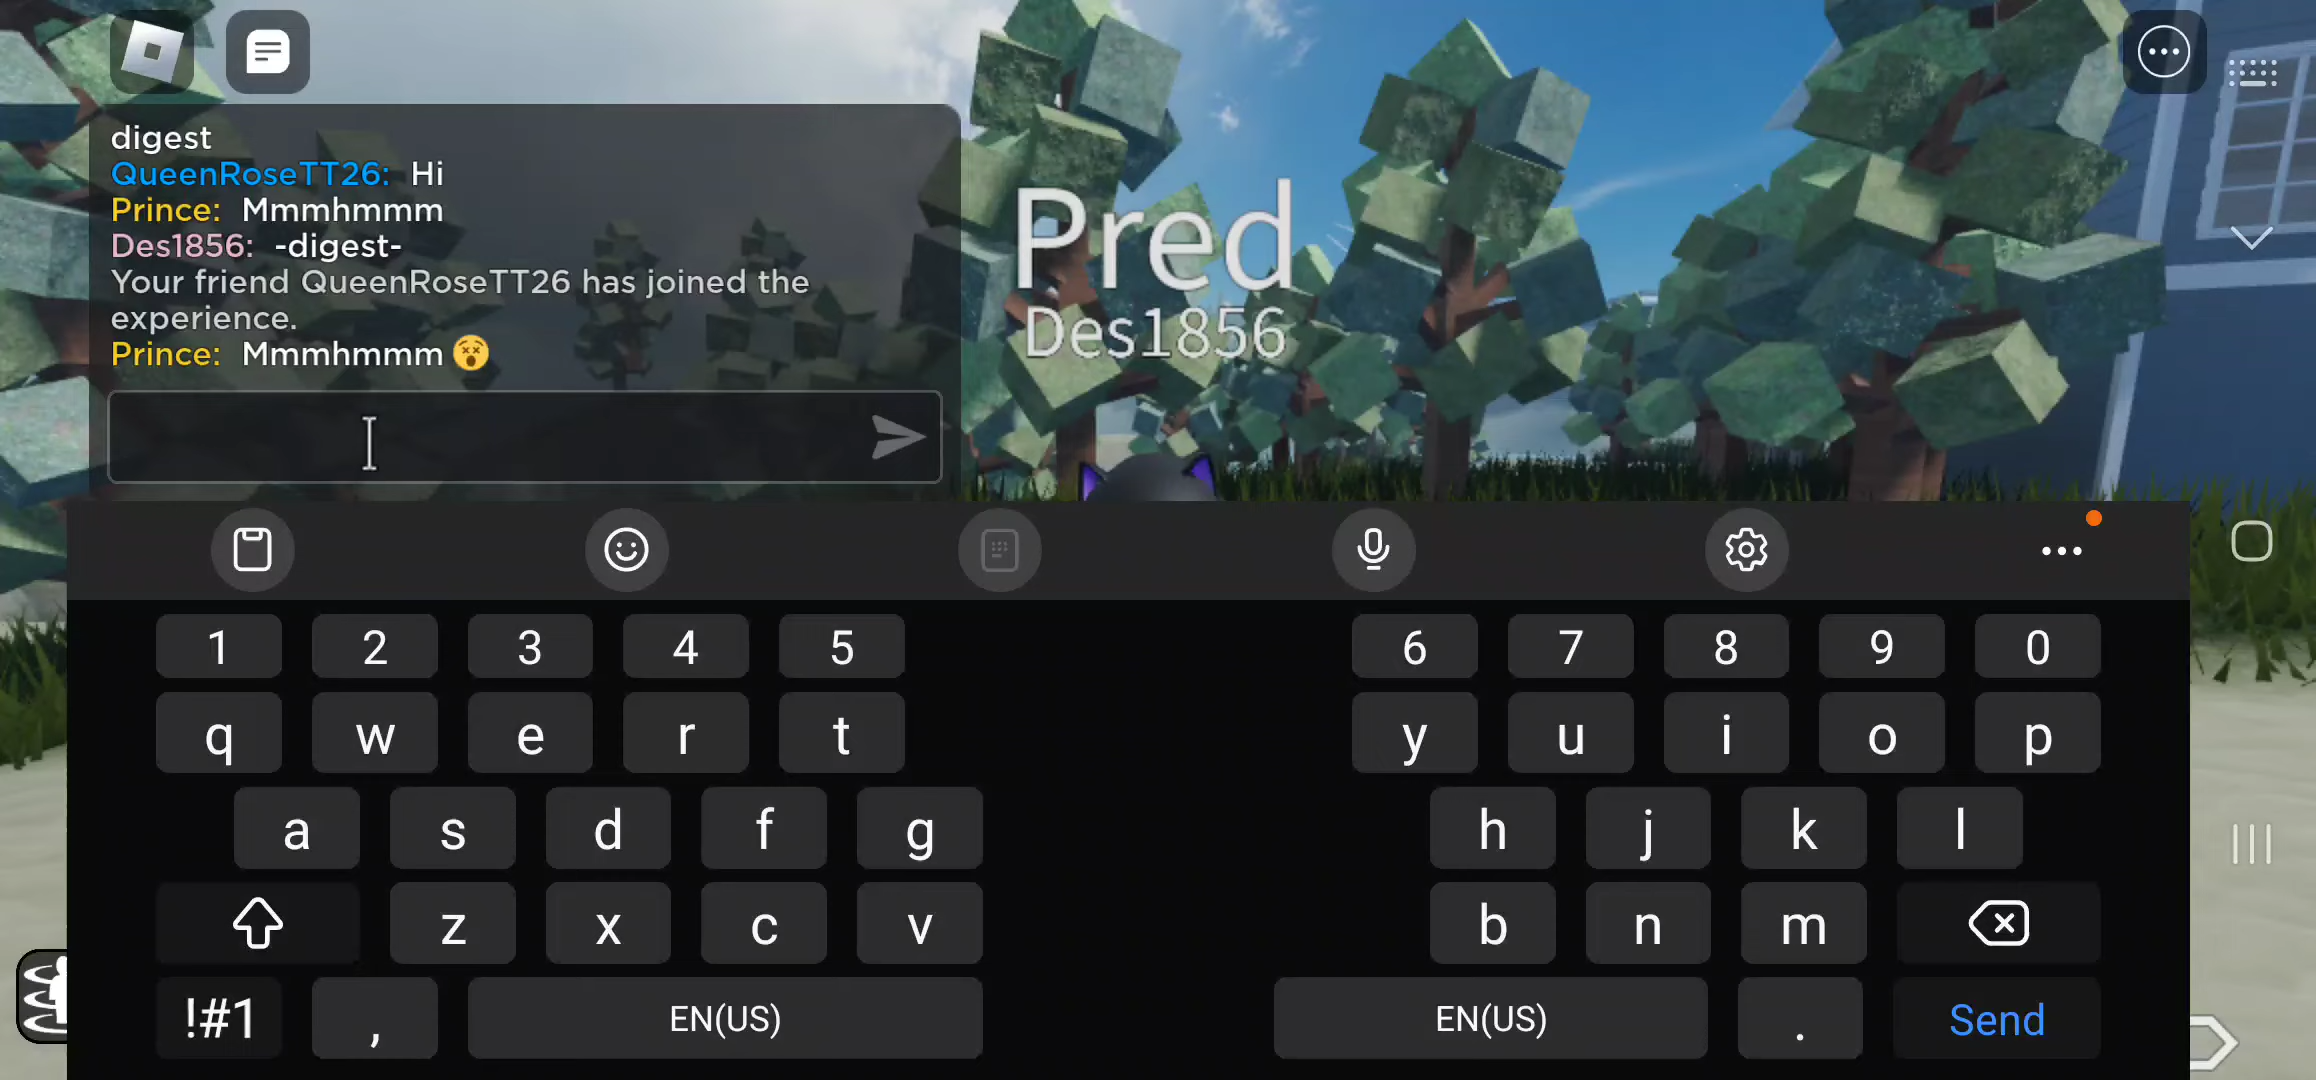 digest
QueenRoseTT26: Hi
Prince: Mmmhmmm
Des1856: -digest-
Your friend QueenRoseTT26 has joined the
experience.
Prince: Mmmhmmm 😵
Pred
Des1856
1 2 3 4 5 6 7 8 9 0
q w e r t y u i o p
a s d f g h j k l
z x c v b n m
!#1 , EN(US) EN(US) . Send